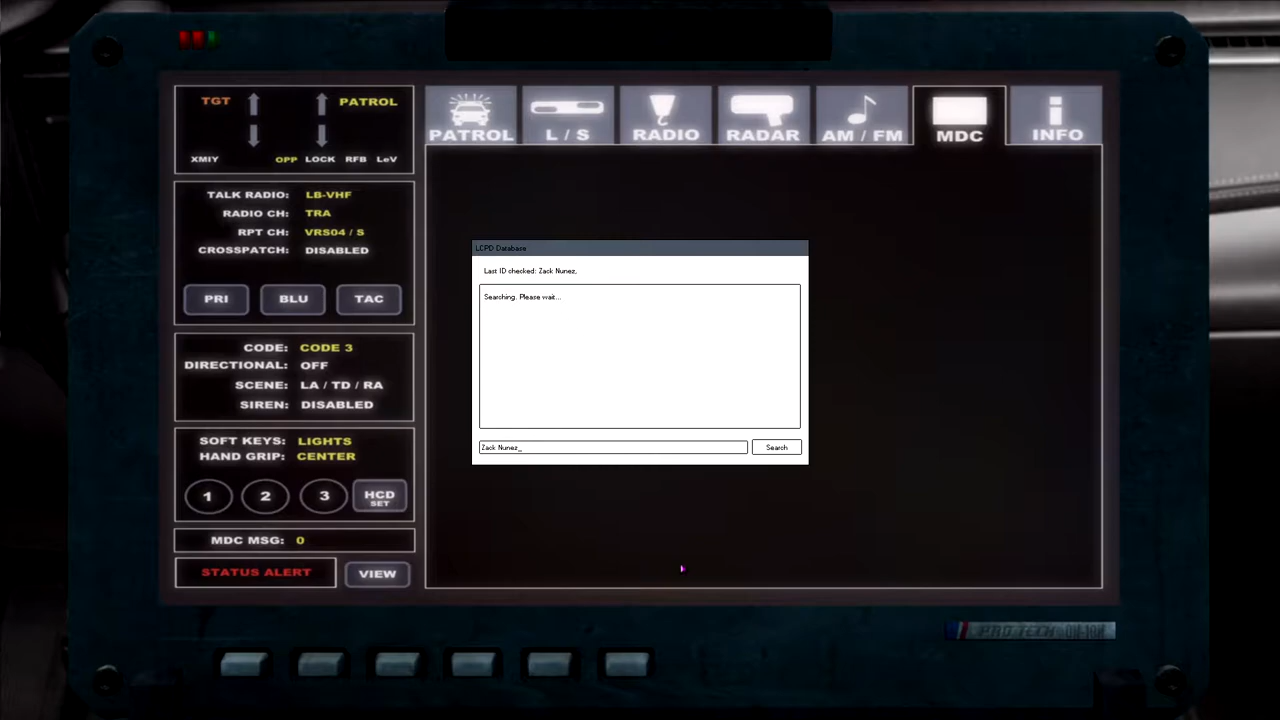 TGT PATROL
XMIY OPP LOCK RFB LeV
TALK RADIO: LB-VHF
RADIO CH: TRA
RPT CH: VRS04 / S
CROSSPATCH: DISABLED
PRI BLU TAC
CODE: CODE 3
DIRECTIONAL: OFF
SCENE: LA / TD / RA
SIREN: DISABLED
SOFT KEYS: LIGHTS
HAND GRIP: CENTER
1 2 3 HCD
SET
MDC MSG: 0
STATUS ALERT VIEW
PATROL L / S RADIO RADAR AM / FM MDC INFO
LCPD Database
Last ID checked: Zack Nunez,
Searching. Please wait...
Zack Nunez_ Search
PRO TECH